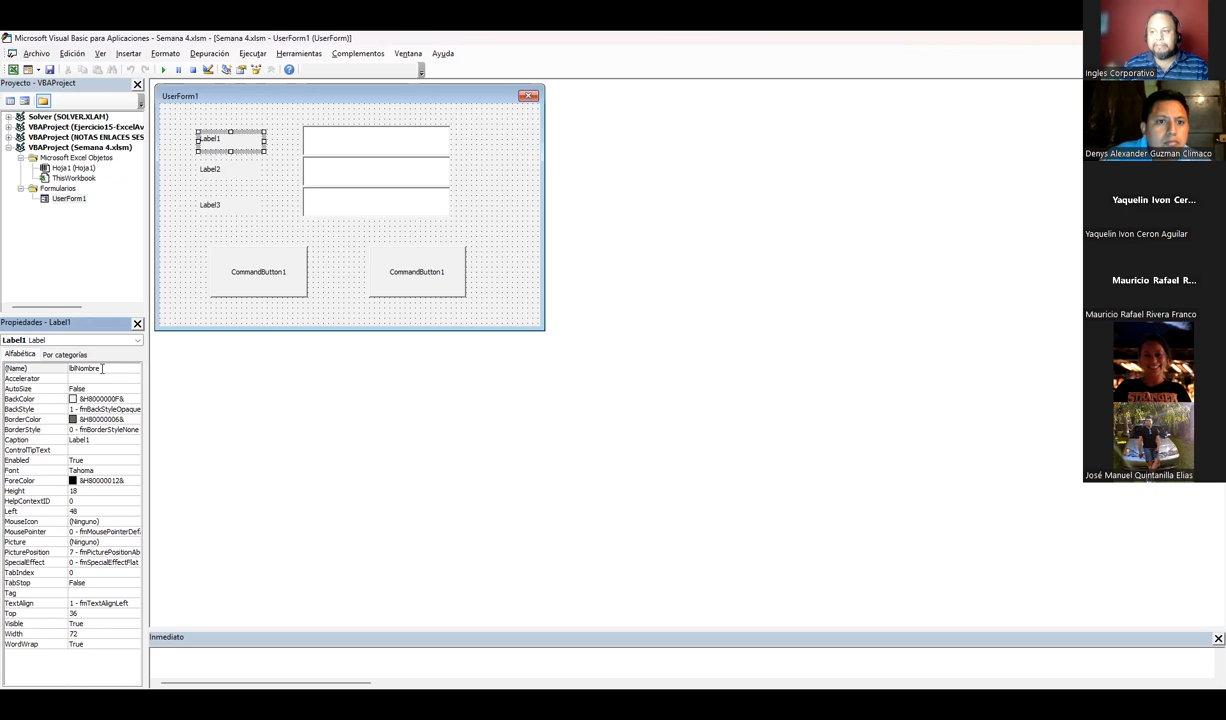 Microsoft Visual Basic para Aplicaciones - Semana 4.xlsm - [Semana 4.xlsm - UserForm1 (UserForm)]
Archivo Edición Ver Insertar Formato Depuración Ejecutar Herramientas Complementos Ventana Ayuda
Proyecto - VBAProject
Solver (SOLVER.XLAM)
VBAProject (Ejercicio15-ExcelAv
VBAProject (NOTAS ENLACES SES
VBAProject (Semana 4.xlsm)
Microsoft Excel Objetos
Hoja1 (Hoja1)
ThisWorkbook
Formularios
UserForm1
Propiedades - Label1
Label1 Label
Alfabética Por categorías
(Name) lblNombre
Accelerator
AutoSize False
BackColor &H8000000F&
BackStyle 1 - fmBackStyleOpaque
BorderColor &H80000006&
BorderStyle 0 - fmBorderStyleNone
Caption Label1
ControlTipText
Enabled True
Font Tahoma
ForeColor &H80000012&
Height 18
HelpContextID 0
Left 48
MouseIcon (Ninguno)
MousePointer 0 - fmMousePointerDef
Picture (Ninguno)
PicturePosition 7 - fmPicturePositionAb
SpecialEffect 0 - fmSpecialEffectFlat
TabIndex 0
TabStop False
Tag
TextAlign 1 - fmTextAlignLeft
Top 36
Visible True
Width 72
WordWrap True
UserForm1
Label1
Label2
Label3
CommandButton1 CommandButton1
Inmediato
Ingles Corporativo
Denys Alexander Guzman Climaco
Yaquelin Ivon Cer...
Yaquelin Ivon Ceron Aguilar
Mauricio Rafael R...
Mauricio Rafael Rivera Franco
STRANGER
José Manuel Quintanilla Elias